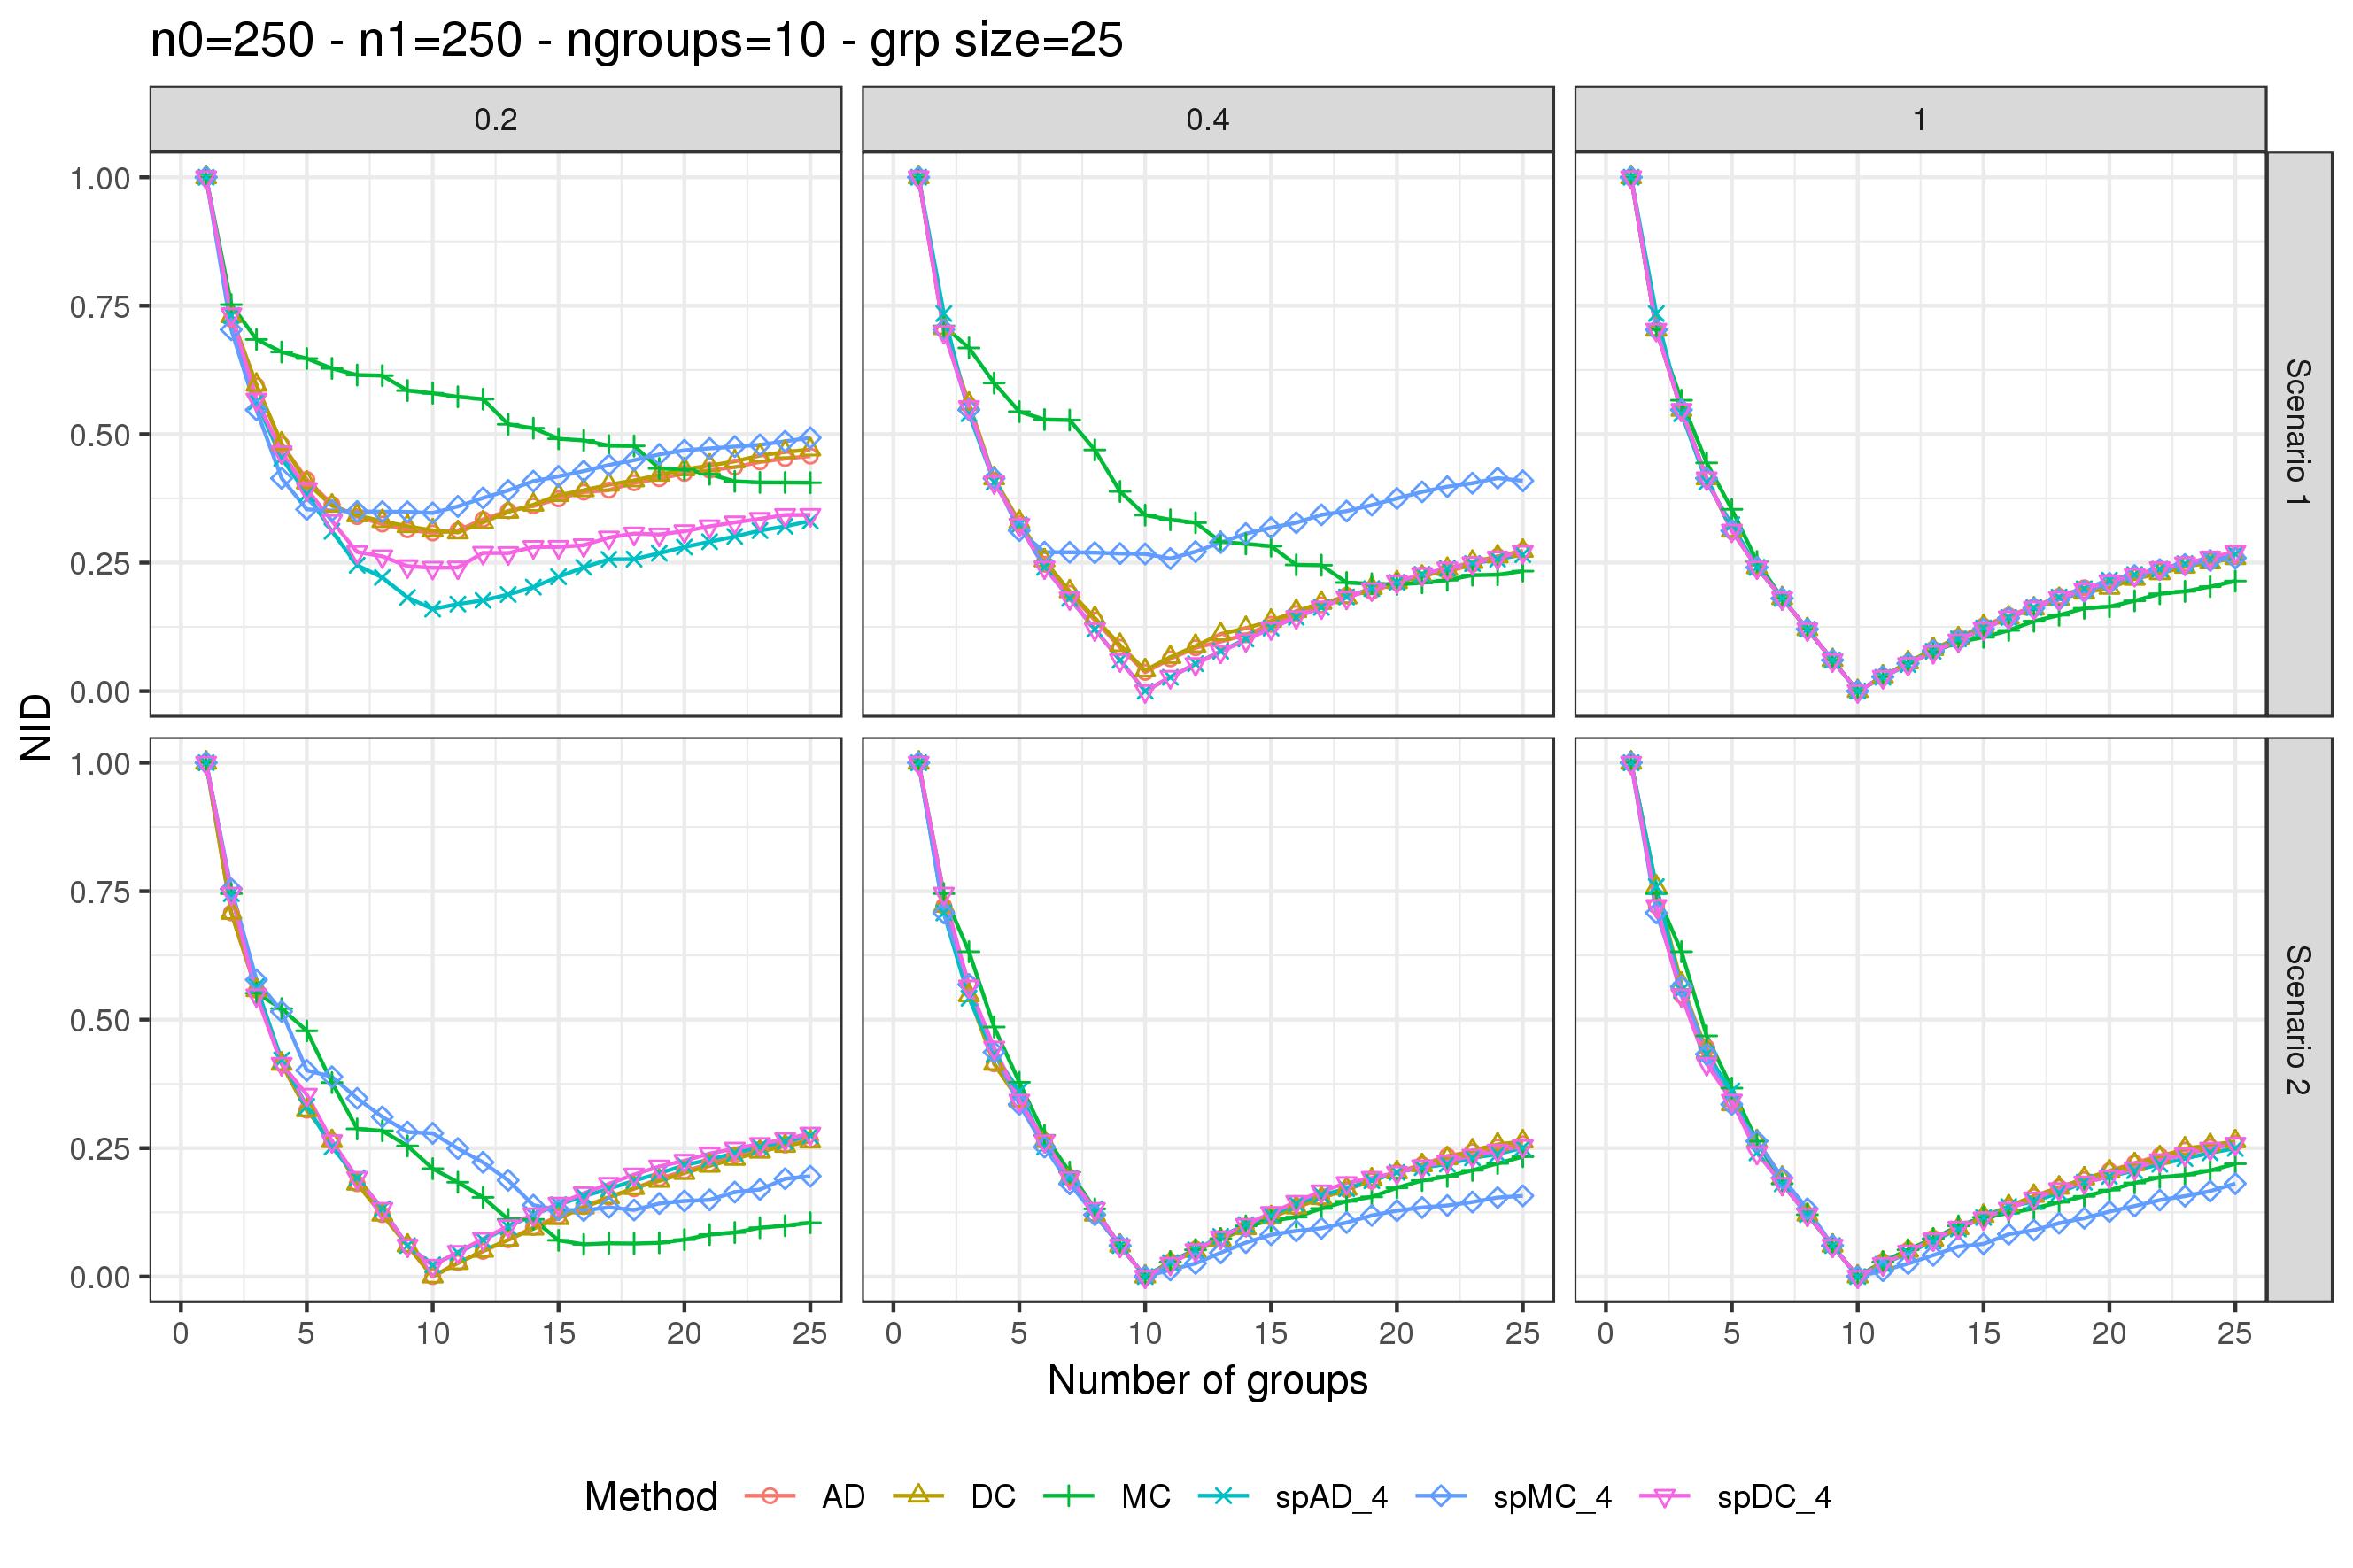 n0=250 - n1=250 - ngroups=10 - grp size=25
0.2 0.4 1
1.00
0.75
0.50
0.25
0.00
Scenario 1
NID
1.00
0.75
0.50
0.25
0.00
Scenario 2
0 5 10 15 20 25 0 5 10 15 20 25 0 5 10 15 20 25
Number of groups
Method AD DC MC spAD_4 spMC_4 spDC_4